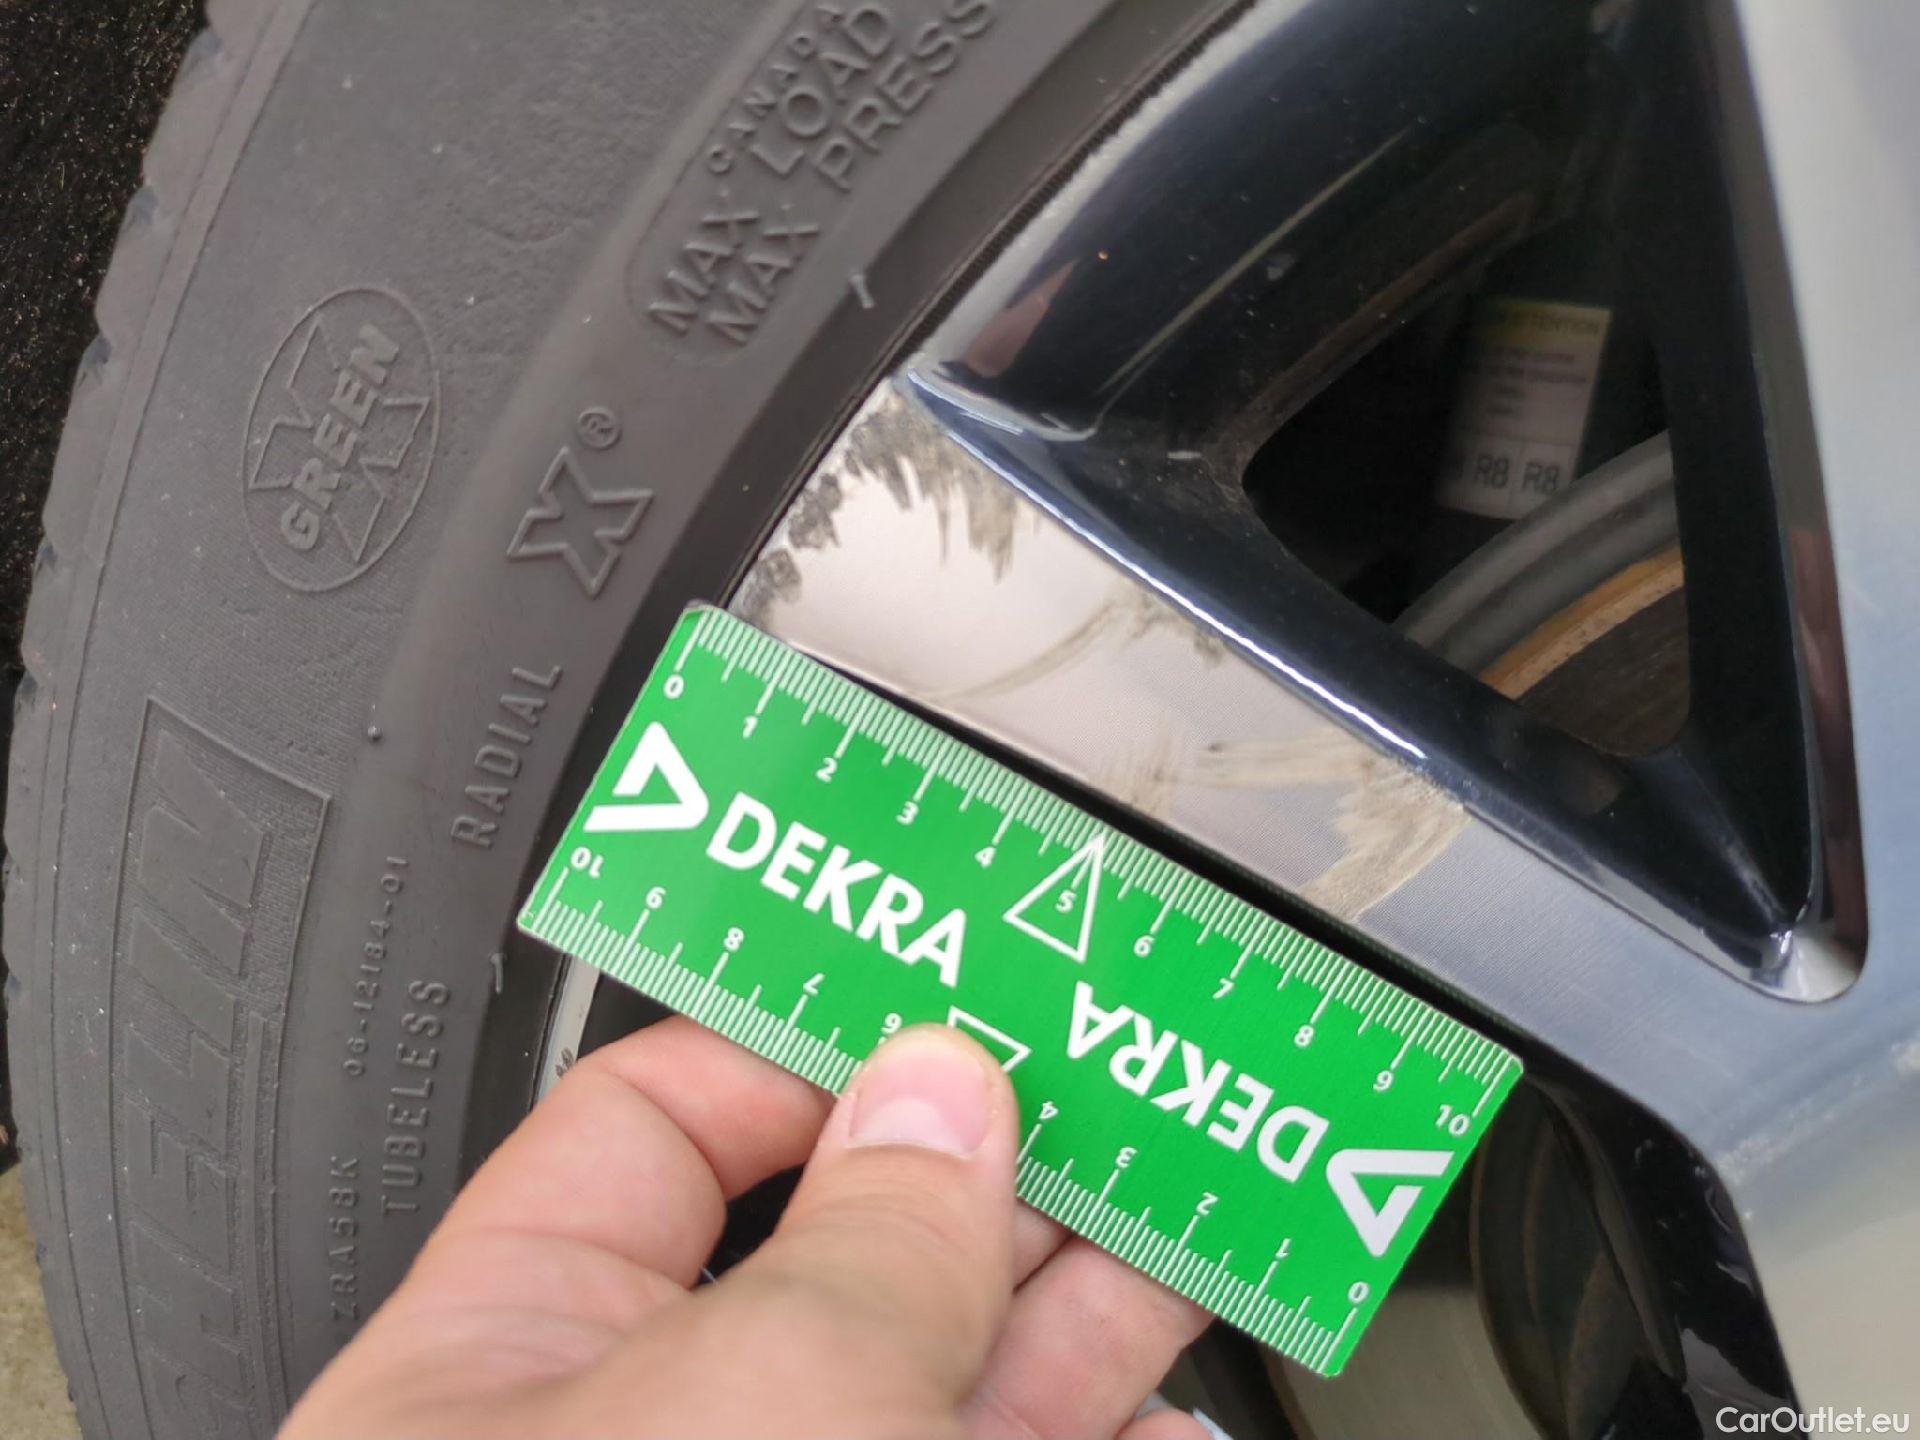 CANADA
MAX LOAD
MAX PRESS
GREEN
X®
RADIAL
TUBELESS
06-12184-01
ZRA58K
ATTENTION
R8 R8
0 1 2 3 4 5 6 7 8 9 10
DEKRA
DEKRA
10 9 8 7 6 4 3 2 1 0
CarOutlet.eu